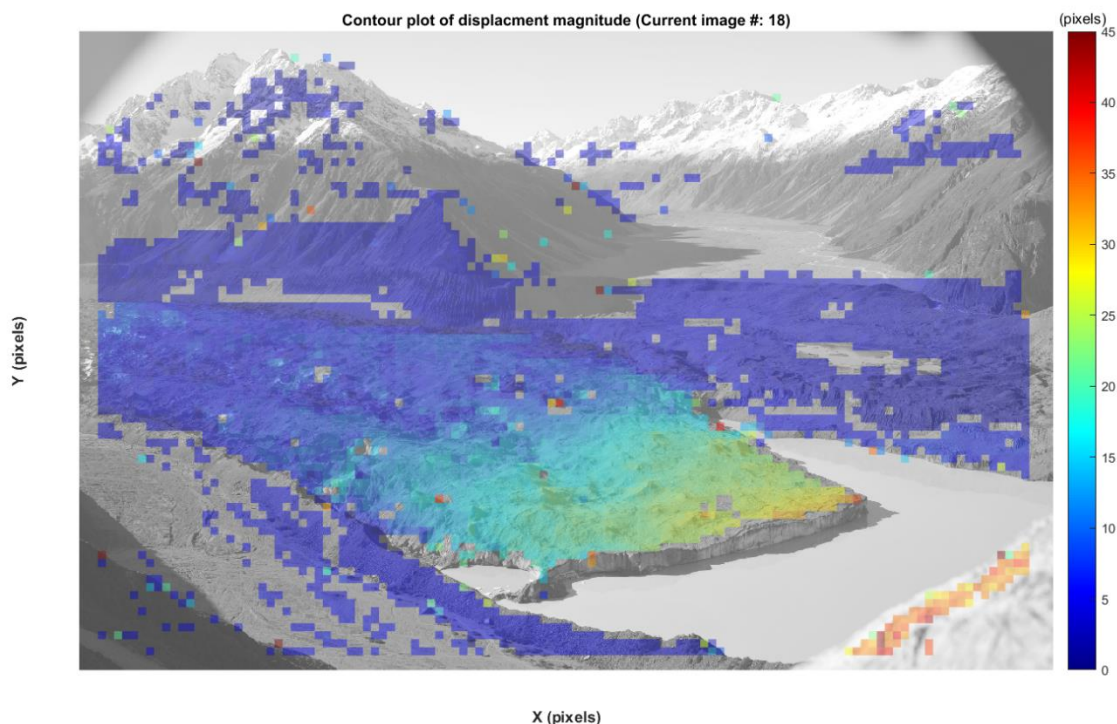 Contour plot of displacment magnitude (Current image #: 18)
(pixels)
45
40
35
30
25
20
15
10
5
0
Y (pixels)
X (pixels)